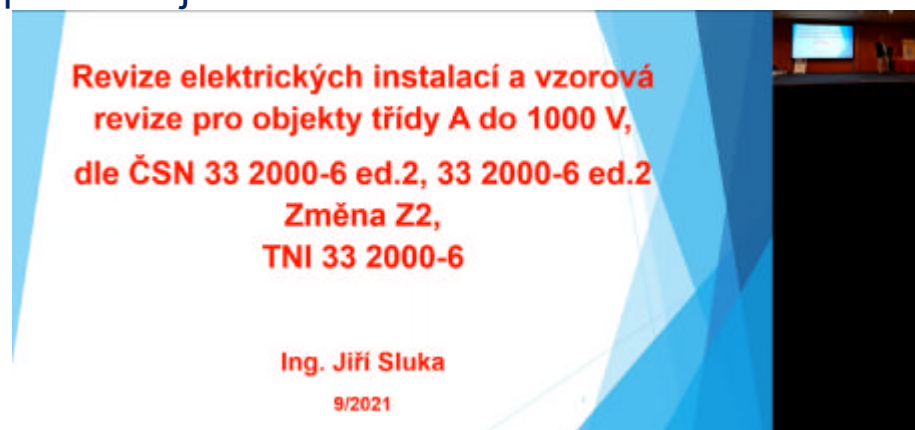 Revize elektrických instalací a vzorová
revize pro objekty třídy A do 1000 V,
dle ČSN 33 2000-6 ed.2, 33 2000-6 ed.2
Změna Z2,
TNI 33 2000-6
Ing. Jiří Sluka
9/2021